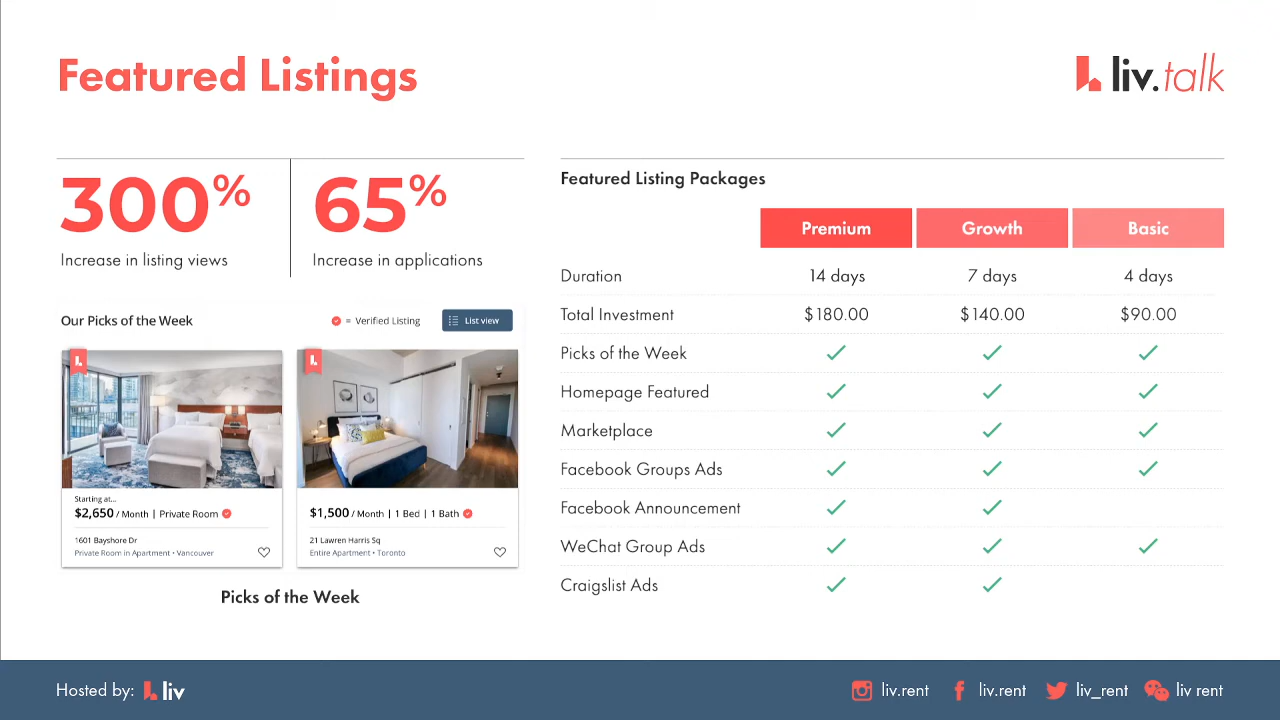 Featured Listings
liv.talk
300%
Increase in listing views
65%
Increase in applications
Our Picks of the Week
= Verified Listing
List view
Starting at...
$2,650 / Month | Private Room
1601 Bayshore Dr
Private Room in Apartment • Vancouver
$1,500 / Month | 1 Bed | 1 Bath
21 Lawren Harris Sq
Entire Apartment • Toronto
Picks of the Week
Featured Listing Packages
Premium Growth Basic
Duration 14 days 7 days 4 days
Total Investment $180.00 $140.00 $90.00
Picks of the Week
Homepage Featured
Marketplace
Facebook Groups Ads
Facebook Announcement
WeChat Group Ads
Craigslist Ads
Hosted by: liv
liv.rent liv.rent liv_rent liv rent